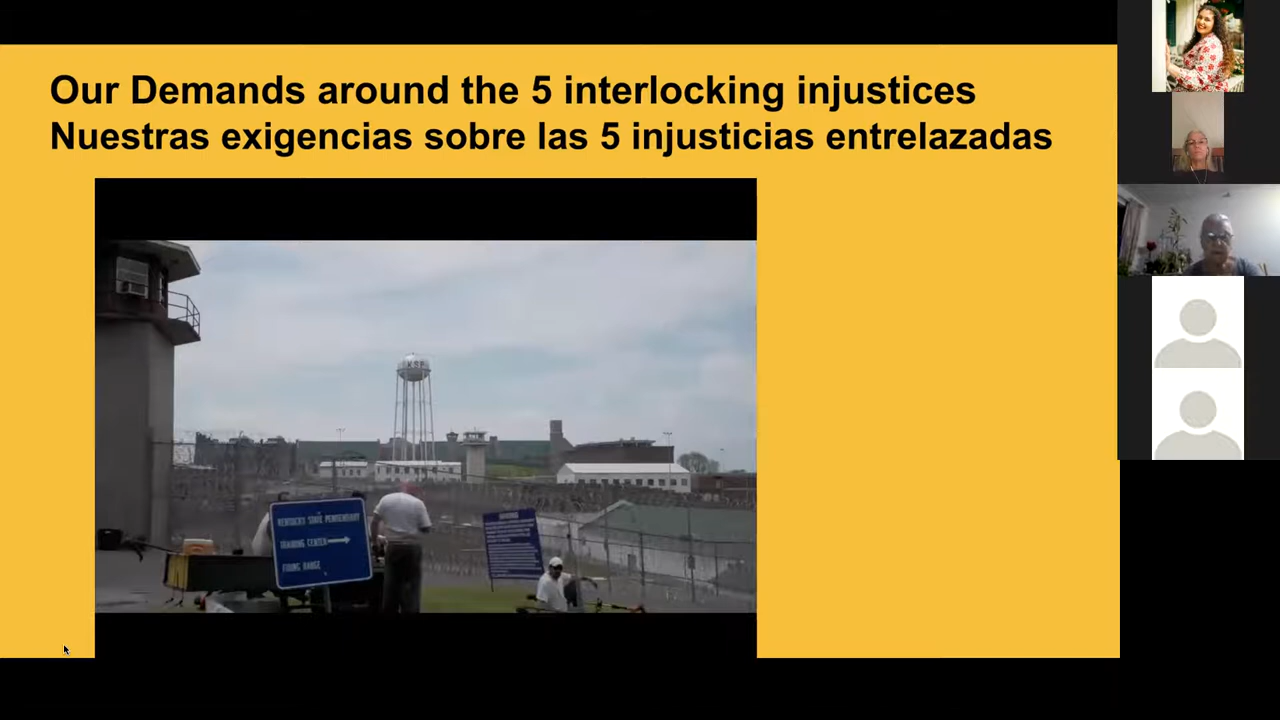 Our Demands around the 5 interlocking injustices
Nuestras exigencias sobre las 5 injusticias entrelazadas
KSP
KENTUCKY STATE PENITENTIARY
TRAINING CENTER
FIRING RANGE